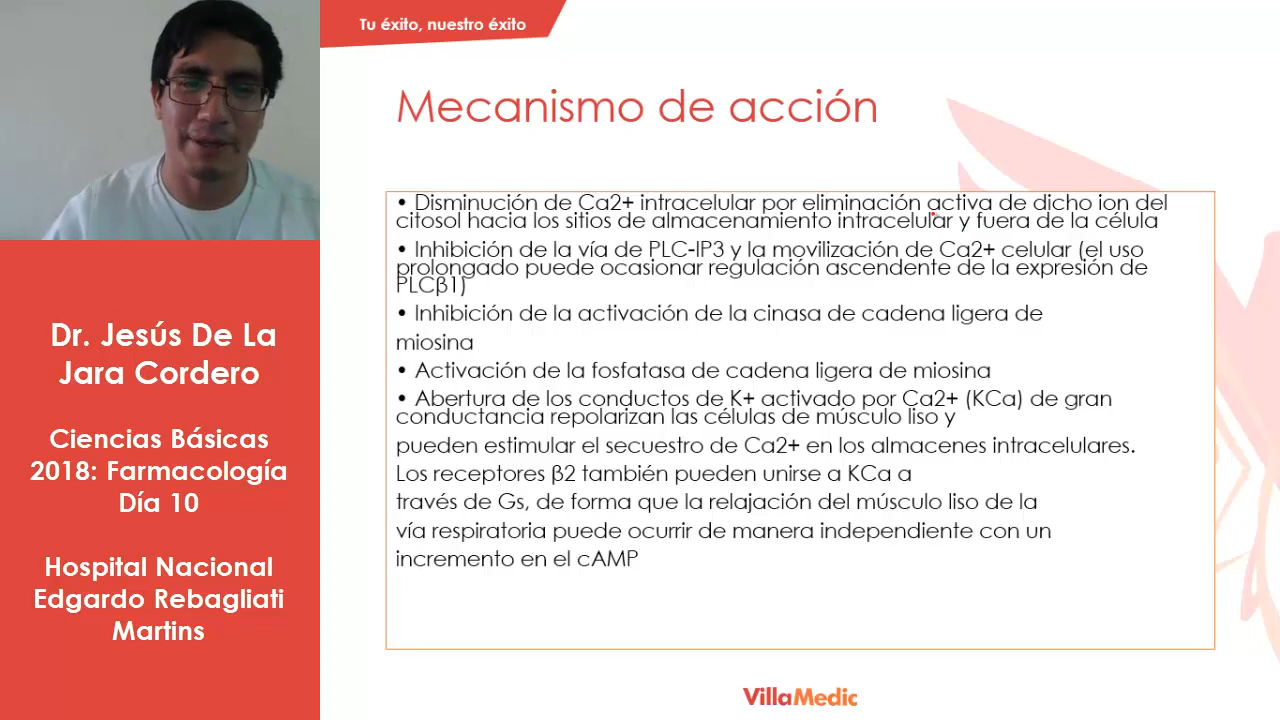 Tu éxito, nuestro éxito
Mecanismo de acción
• Disminución de Ca2+ intracelular por eliminación activa de dicho ion del
citosol hacia los sitios de almacenamiento intracelular y fuera de la célula
• Inhibición de la vía de PLC-IP3 y la movilización de Ca2+ celular (el uso
prolongado puede ocasionar regulación ascendente de la expresión de
PLCβ1)
• Inhibición de la activación de la cinasa de cadena ligera de
miosina
• Activación de la fosfatasa de cadena ligera de miosina
• Abertura de los conductos de K+ activado por Ca2+ (KCa) de gran
conductancia repolarizan las células de músculo liso y
pueden estimular el secuestro de Ca2+ en los almacenes intracelulares.
Los receptores β2 también pueden unirse a KCa a
través de Gs, de forma que la relajación del músculo liso de la
vía respiratoria puede ocurrir de manera independiente con un
incremento en el cAMP
Dr. Jesús De La
Jara Cordero
Ciencias Básicas
2018: Farmacología
Día 10
Hospital Nacional
Edgardo Rebagliati
Martins
VillaMedic